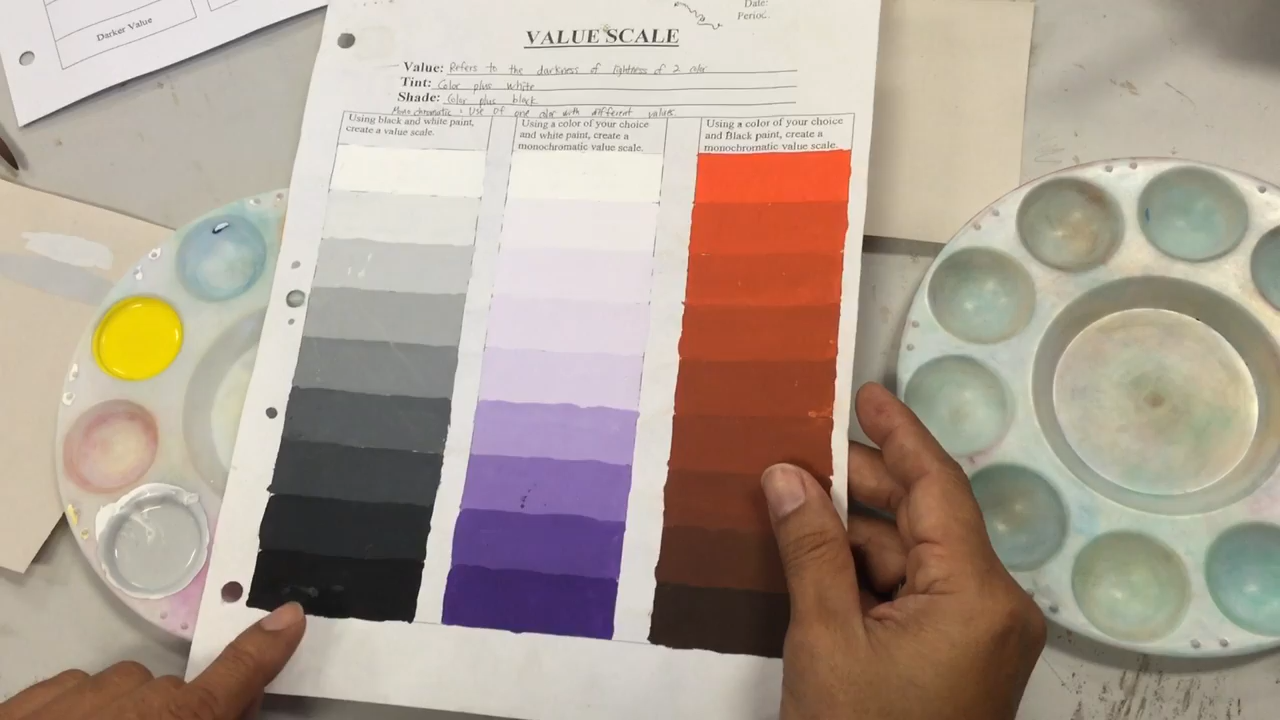 Darker Value
Date:
Period:
VALUE SCALE
Value: Refers to the darkness of lightness of 2 color
Tint: Color plus white
Shade: Color plus black
Monochromatic: Use of one color with different values.
Using black and white paint,
create a value scale.
Using a color of your choice
and white paint, create a
monochromatic value scale.
Using a color of your choice
and Black paint, create a
monochromatic value scale.